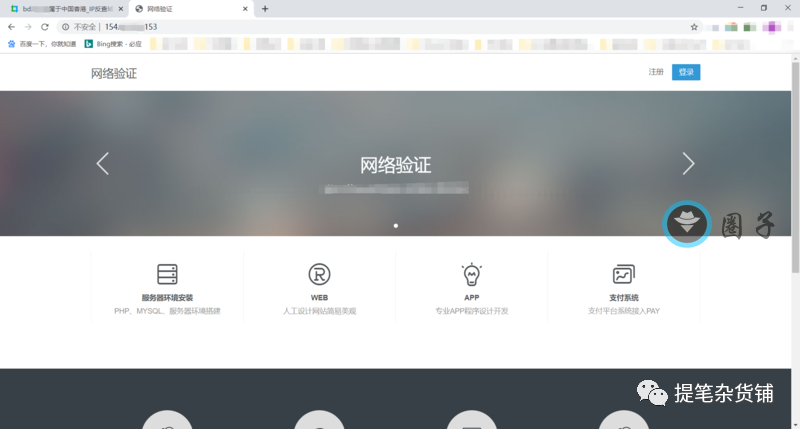 属于中国香港_IP反查
网络验证
不安全
154
153
百度一下，你就知道
Bing搜索 - 必应
网络验证
注册
登录
网络验证
圈子
服务器环境安装
WEB
APP
支付系统
PHP、MYSQL、服务器环境搭建
人工设计网站简易美观
专业APP程序设计开发
支付平台系统接入PAY
提笔杂货铺